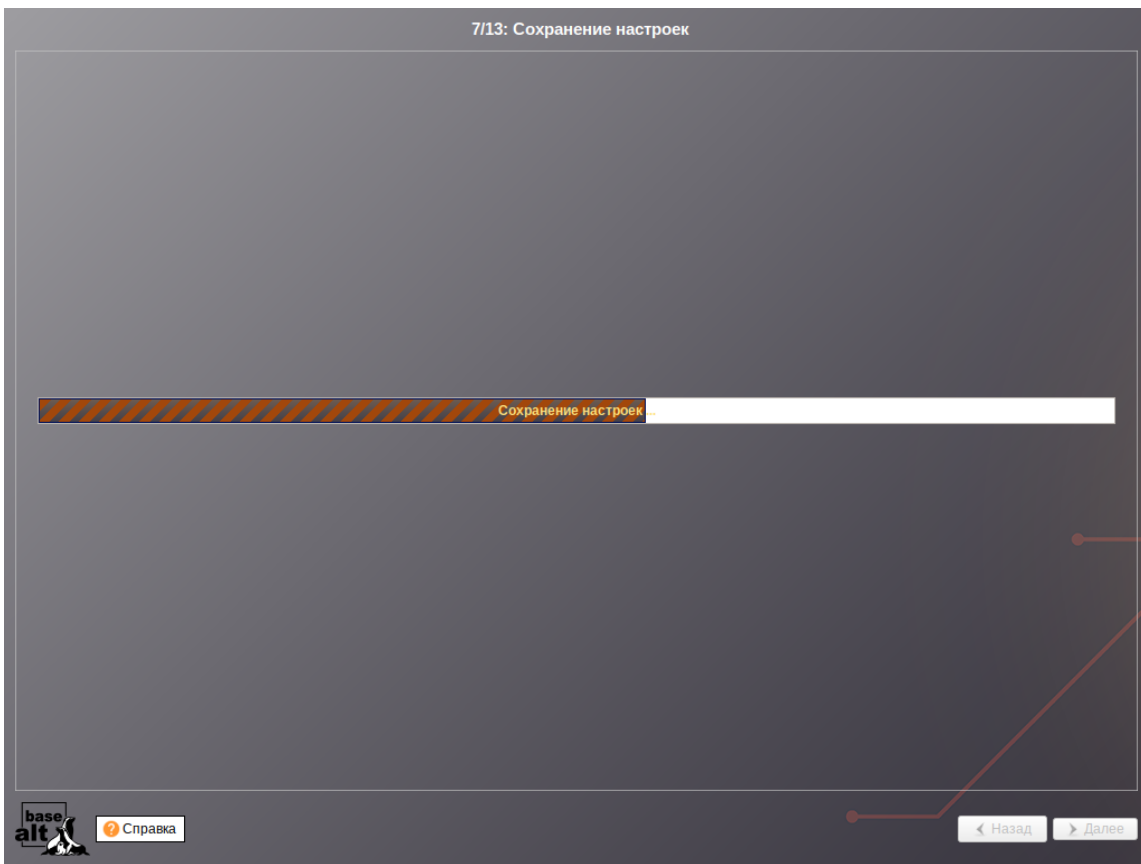 7/13: Сохранение настроек
Сохранение настроек ...
base
alt
Справка
Назад
Далее